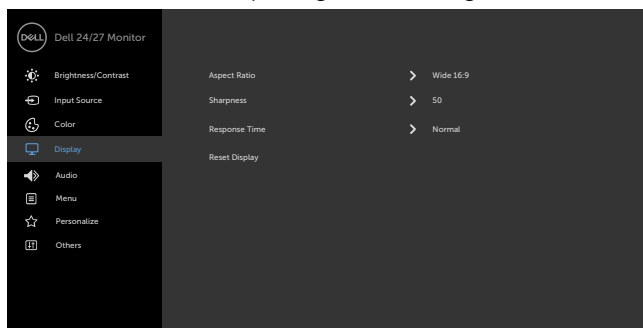 DELL Dell 24/27 Monitor
Brightness/Contrast
Input Source
Color
Display
Audio
Menu
Personalize
Others
Aspect Ratio Wide 16:9
Sharpness 50
Response Time Normal
Reset Display